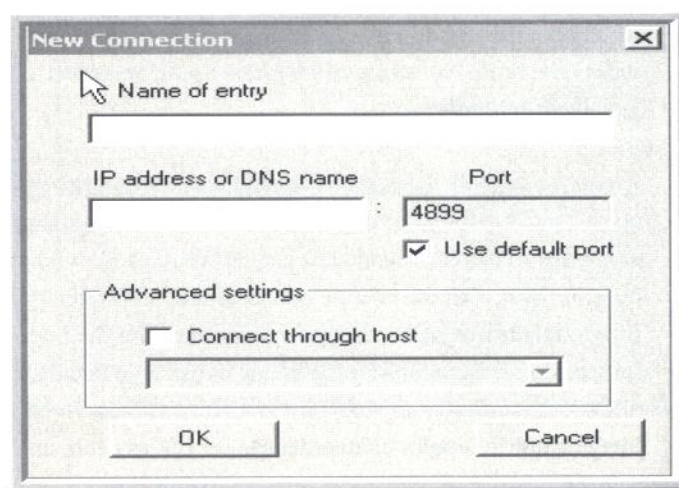 New Connection
Name of entry
IP address or DNS name : Port
4899
Use default port
Advanced settings
Connect through host
OK Cancel